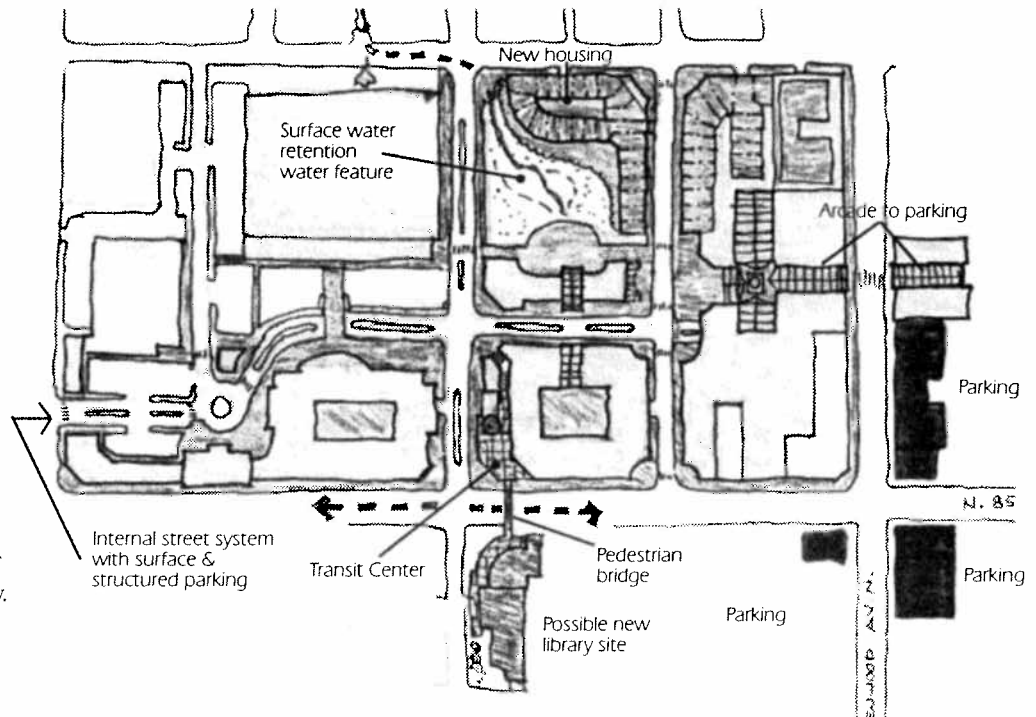 New housing
Surface water
retention
water feature
Arcade to parking
Parking
N. 85
Internal street system
with surface &
structured parking
Transit Center
Pedestrian
bridge
Parking
Possible new
library site
Parking
y.